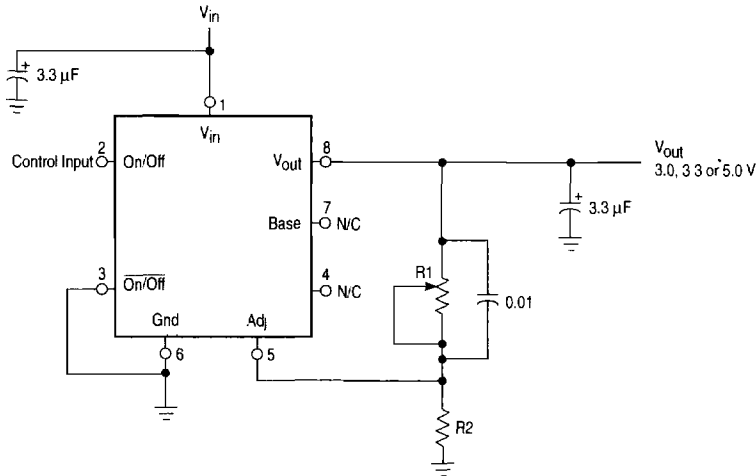 Vin
+
3.3 µF
1
Vin
2
Control Input
On/Off
Vout
8
Vout
3.0, 3 3 or 5.0 V
+
3.3 µF
7
Base
N/C
3
On/Off
4
N/C
R1
0.01
Gnd
Adj
6
5
R2